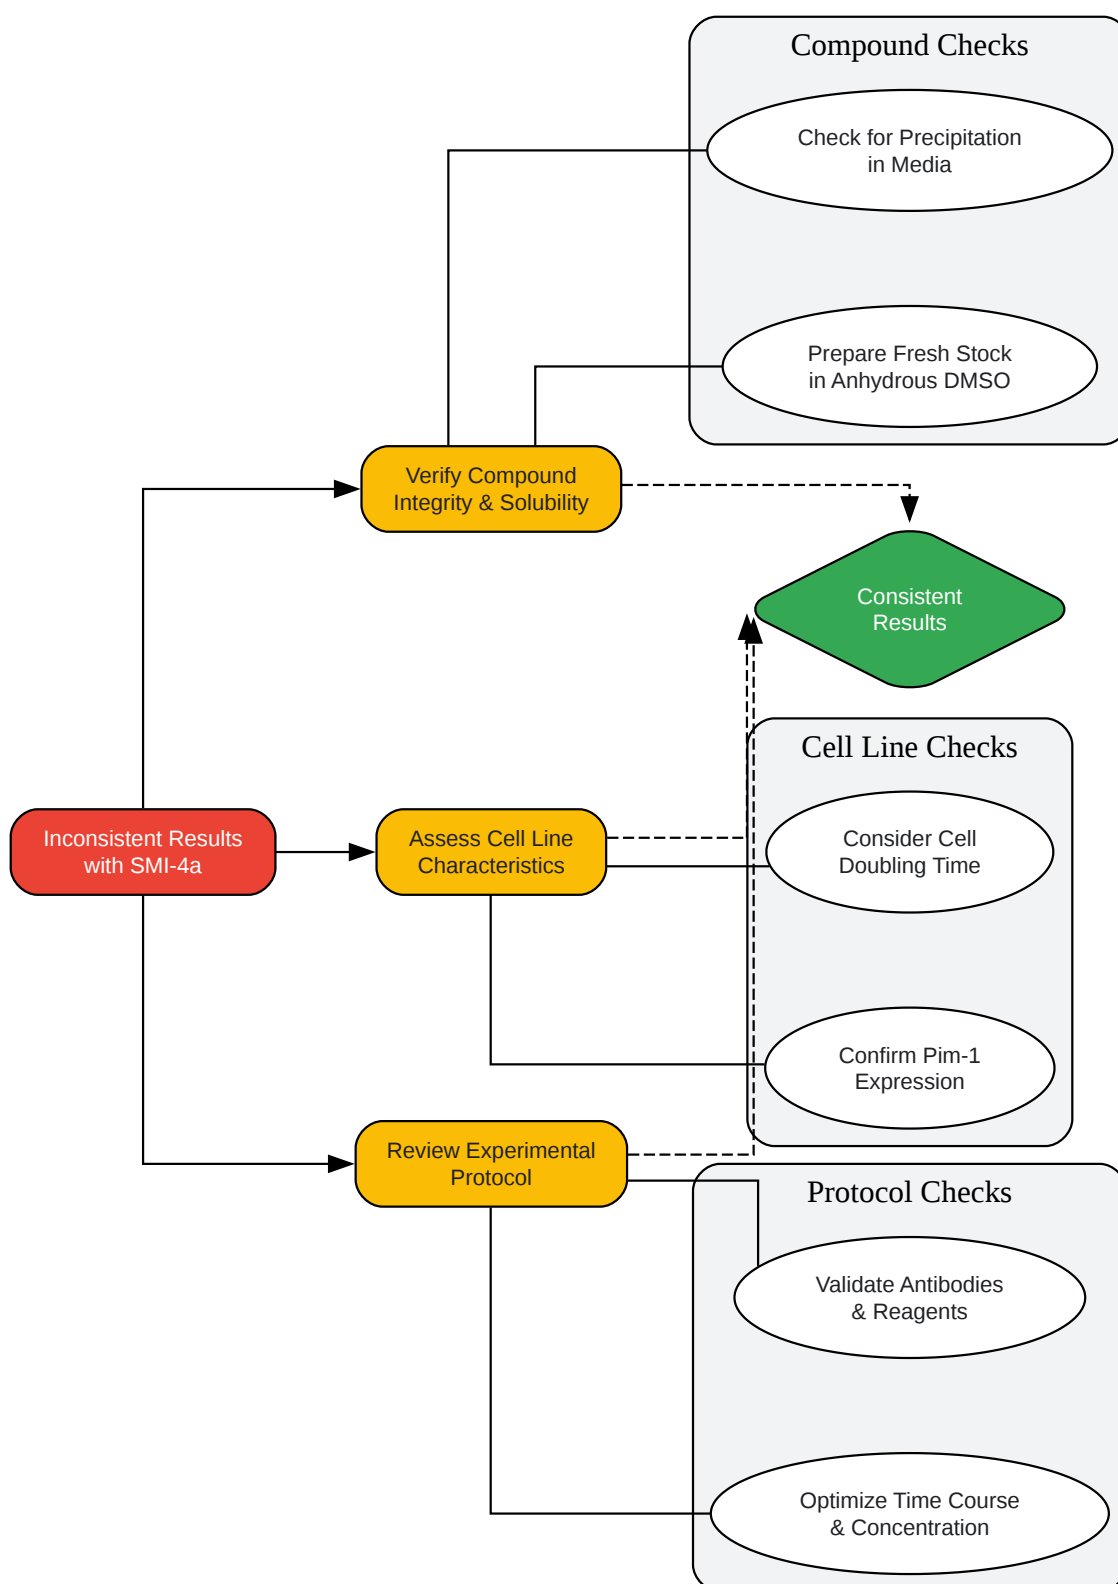 Compound Checks
Check for Precipitation
in Media
Prepare Fresh Stock
in Anhydrous DMSO
Verify Compound
Integrity & Solubility
Consistent
Results
Cell Line Checks
Inconsistent Results
with SMI-4a
Assess Cell Line
Characteristics
Consider Cell
Doubling Time
Confirm Pim-1
Expression
Review Experimental
Protocol
Protocol Checks
Validate Antibodies
& Reagents
Optimize Time Course
& Concentration